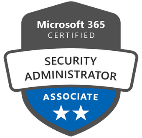 Microsoft 365
CERTIFIED
SECURITY
ADMINISTRATOR
ASSOCIATE